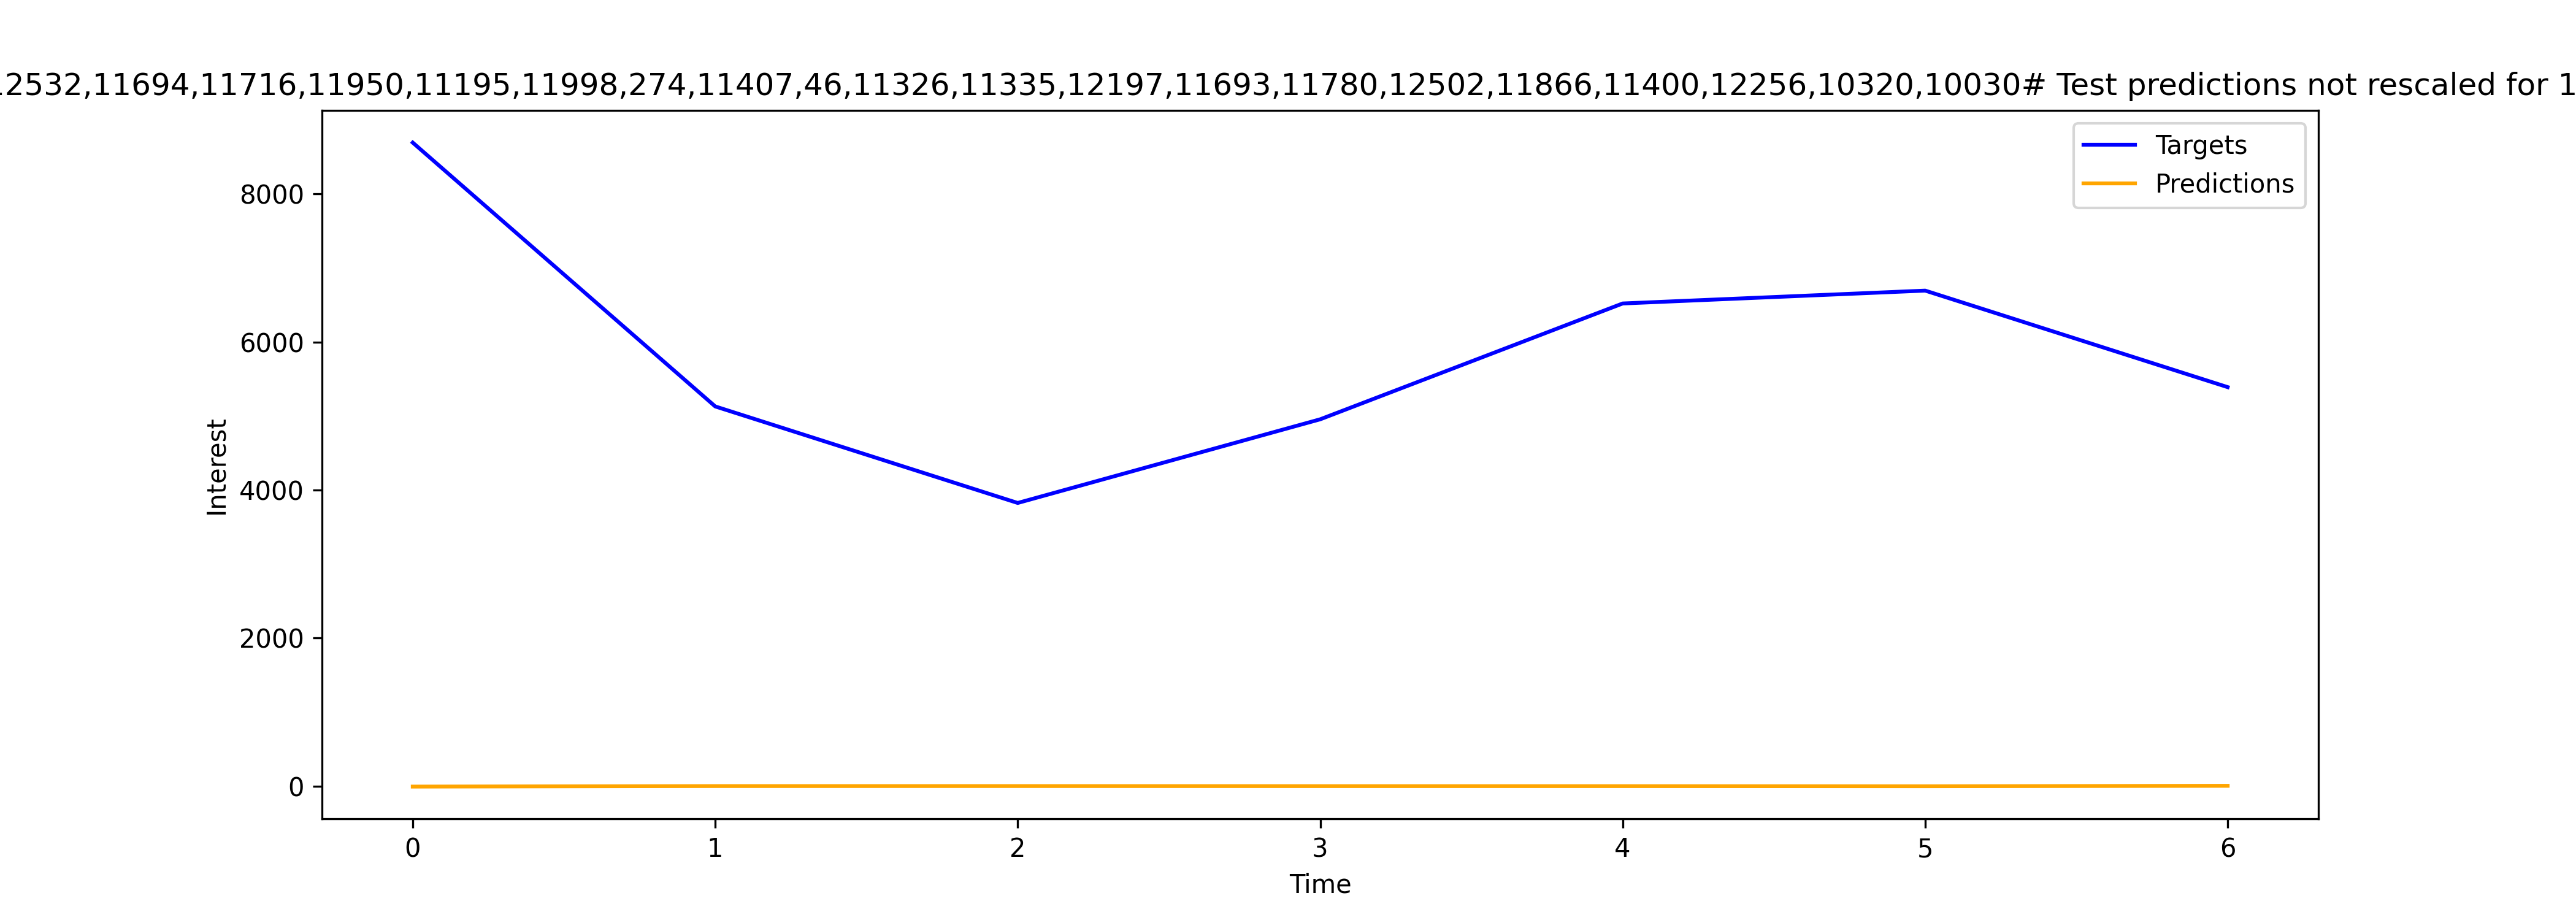 2532,11694,11716,11950,11195,11998,274,11407,46,11326,11335,12197,11693,11780,12502,11866,11400,12256,10320,10030# Test predictions not rescaled for 1
Targets
Predictions
8000
6000
4000
2000
0
Interest
0 1 2 3 4 5 6
Time